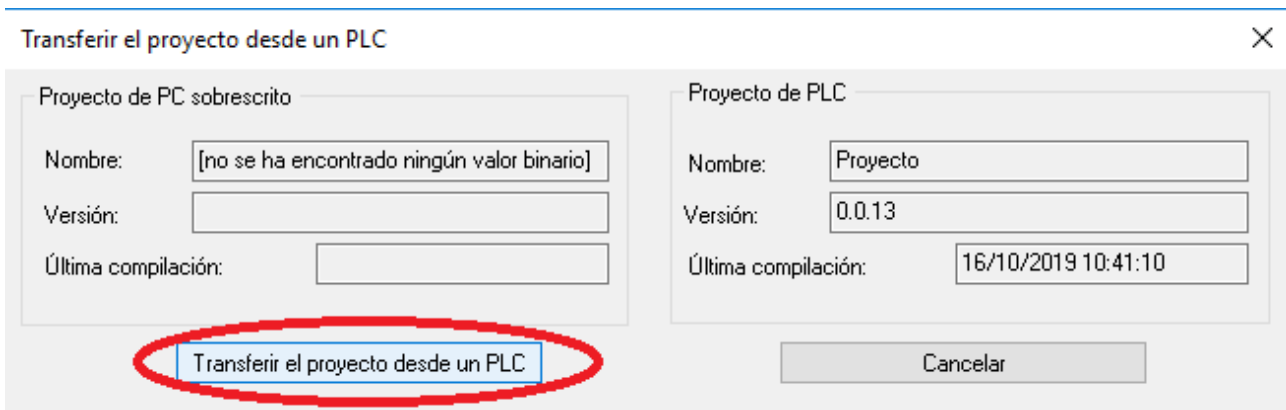 Transferir el proyecto desde un PLC
Proyecto de PC sobrescrito
Nombre: [no se ha encontrado ningún valor binario]
Versión:
Última compilación:
Proyecto de PLC
Nombre: Proyecto
Versión: 0.0.13
Última compilación: 16/10/2019 10:41:10
Transferir el proyecto desde un PLC
Cancelar